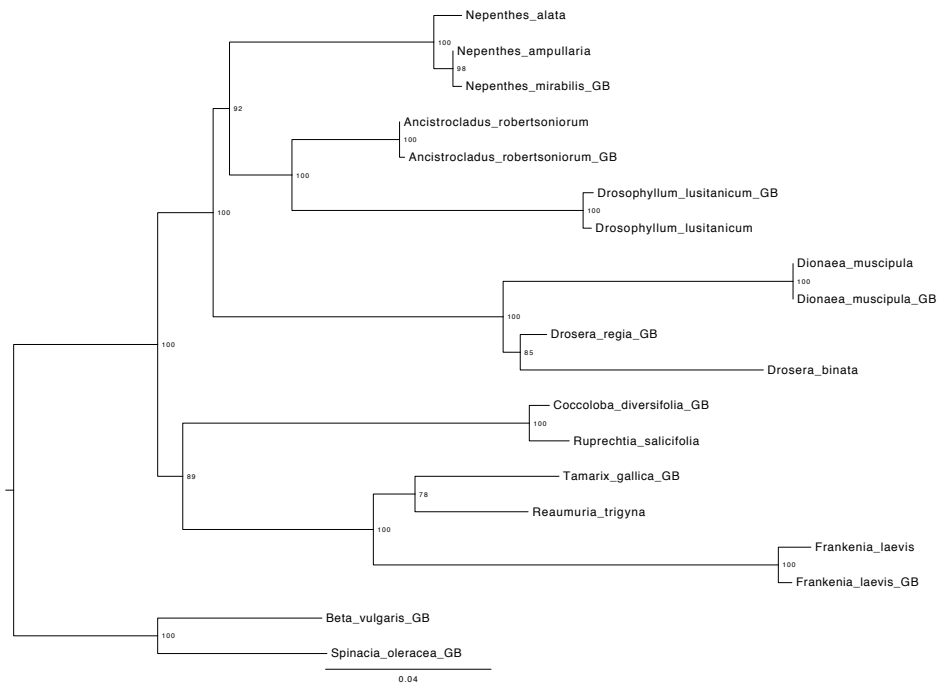 Nepenthes_alata
100
Nepenthes_ampullaria
98
Nepenthes_mirabilis_GB
92
Ancistrocladus_robertsoniorum
100
Ancistrocladus_robertsoniorum_GB
100
Drosophyllum_lusitanicum_GB
100
Drosophyllum_lusitanicum
100
Dionaea_muscipula
100
Dionaea_muscipula_GB
100
Drosera_regia_GB
85
Drosera_binata
100
Coccoloba_diversifolia_GB
100
Ruprechtia_salicifolia
89
Tamarix_gallica_GB
78
Reaumuria_trigyna
100
Frankenia_laevis
100
Frankenia_laevis_GB
Beta_vulgaris_GB
100
Spinacia_oleracea_GB
0.04